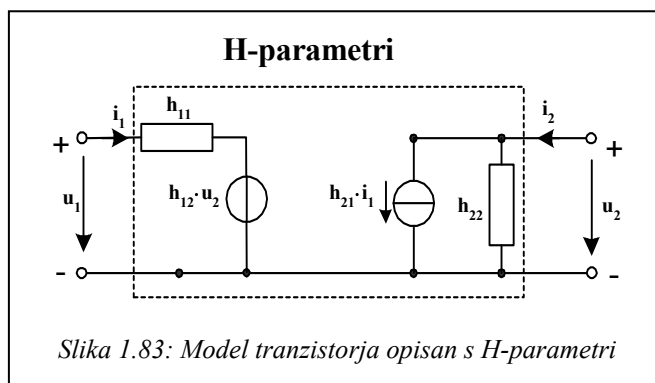 H-parametri
i1 h11 i2
+ +
u1 h12·u2 h21·i1 h22 u2
- -
Slika 1.83: Model tranzistorja opisan s H-parametri